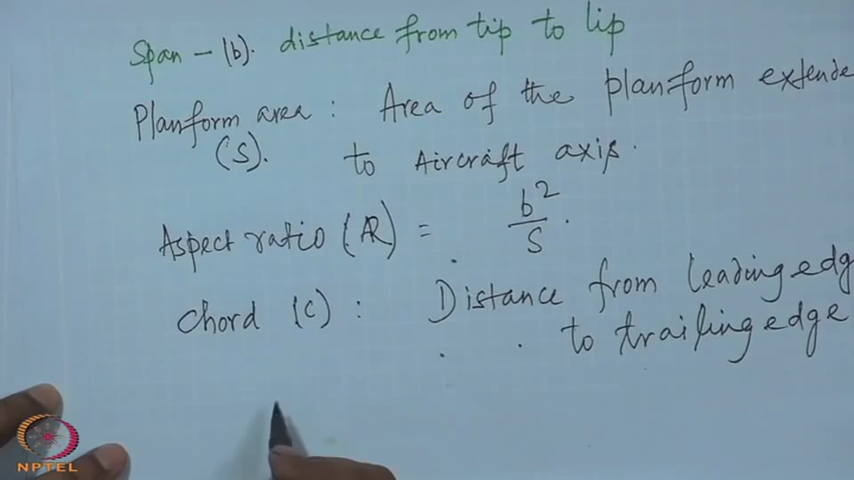 Span - (b). distance from tip to lip
Planform area : Area of the planform extende
(S). to Aircraft axis.
Aspect ratio (AR) = b²/S.
Chord (c) : Distance from leading edg
to trailing edge
NPTEL